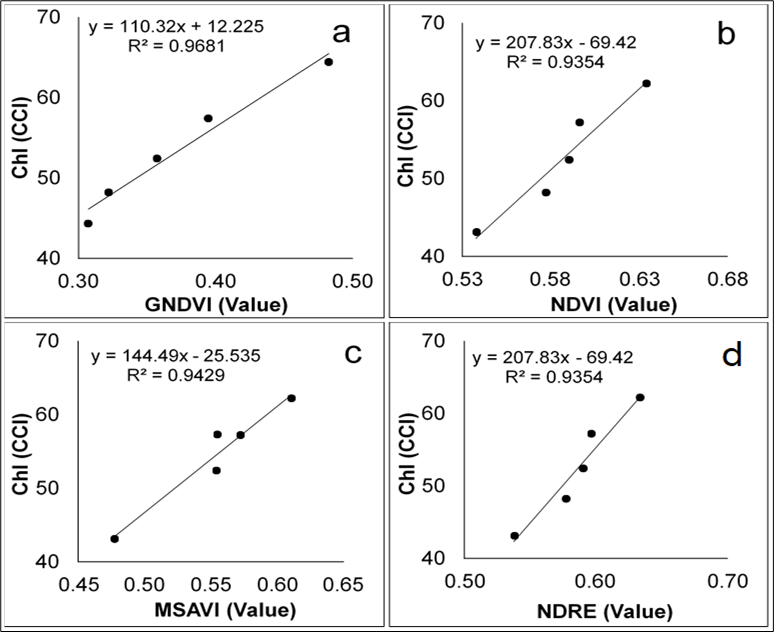 70
y = 110.32x + 12.225
R² = 0.9681
a
60
50
40
Chl (CCI)
0.30 0.40 0.50
GNDVI (Value)
70
y = 207.83x - 69.42
R² = 0.9354
b
60
50
40
Chl (CCI)
0.53 0.58 0.63 0.68
NDVI (Value)
70
y = 144.49x - 25.535
R² = 0.9429
c
60
50
40
Chl (CCI)
0.45 0.50 0.55 0.60 0.65
MSAVI (Value)
70
y = 207.83x - 69.42
R² = 0.9354
d
60
50
40
Chl (CCI)
0.50 0.60 0.70
NDRE (Value)